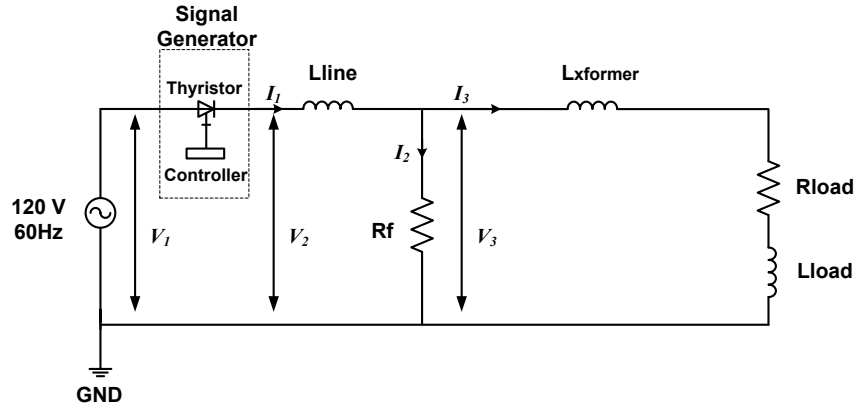 Signal
Generator
Thyristor
Controller
I1
Lline
I3
Lxformer
I2
120 V
60Hz
V1
V2
Rf
V3
Rload
Lload
GND